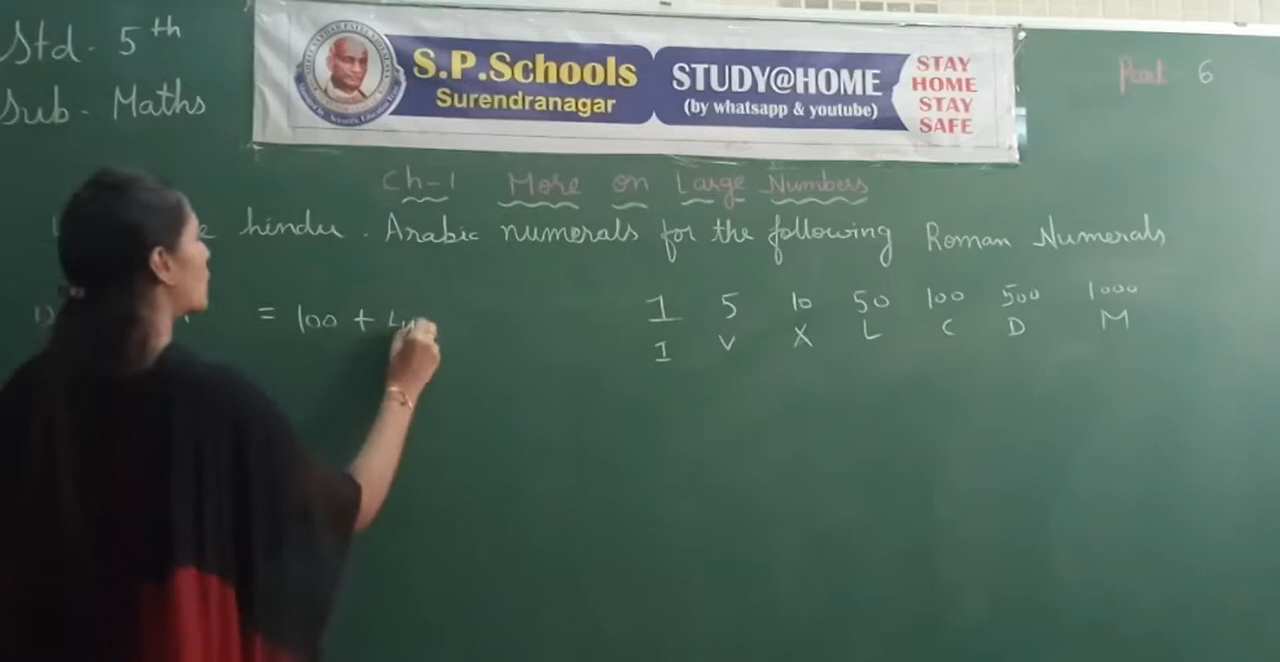 Std - 5th
Sub - Maths
S.P.Schools
Surendranagar
STUDY@HOME
(by whatsapp & youtube)
STAY
HOME
STAY
SAFE
Part - 6
Ch-1 More on Large Numbers
hindu - Arabic numerals for the following Roman Numerals
= 100 +
1 5 10 50 100 500 1000
I V X L C D M